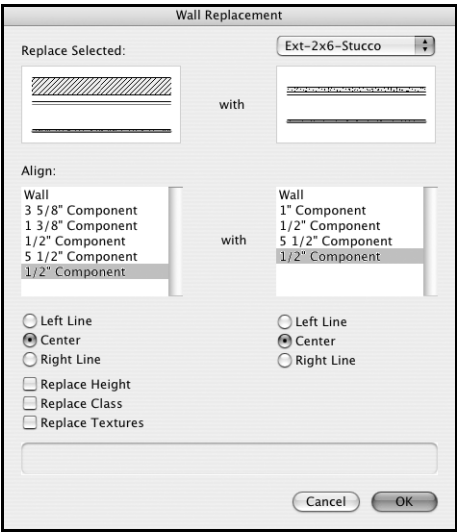 Wall Replacement
Replace Selected:
Ext-2x6-Stucco
with
Align:
Wall
3 5/8" Component
1 3/8" Component
1/2" Component
5 1/2" Component
1/2" Component
with
Wall
1" Component
1/2" Component
5 1/2" Component
1/2" Component
Left Line
Center
Right Line
Left Line
Center
Right Line
Replace Height
Replace Class
Replace Textures
Cancel
OK